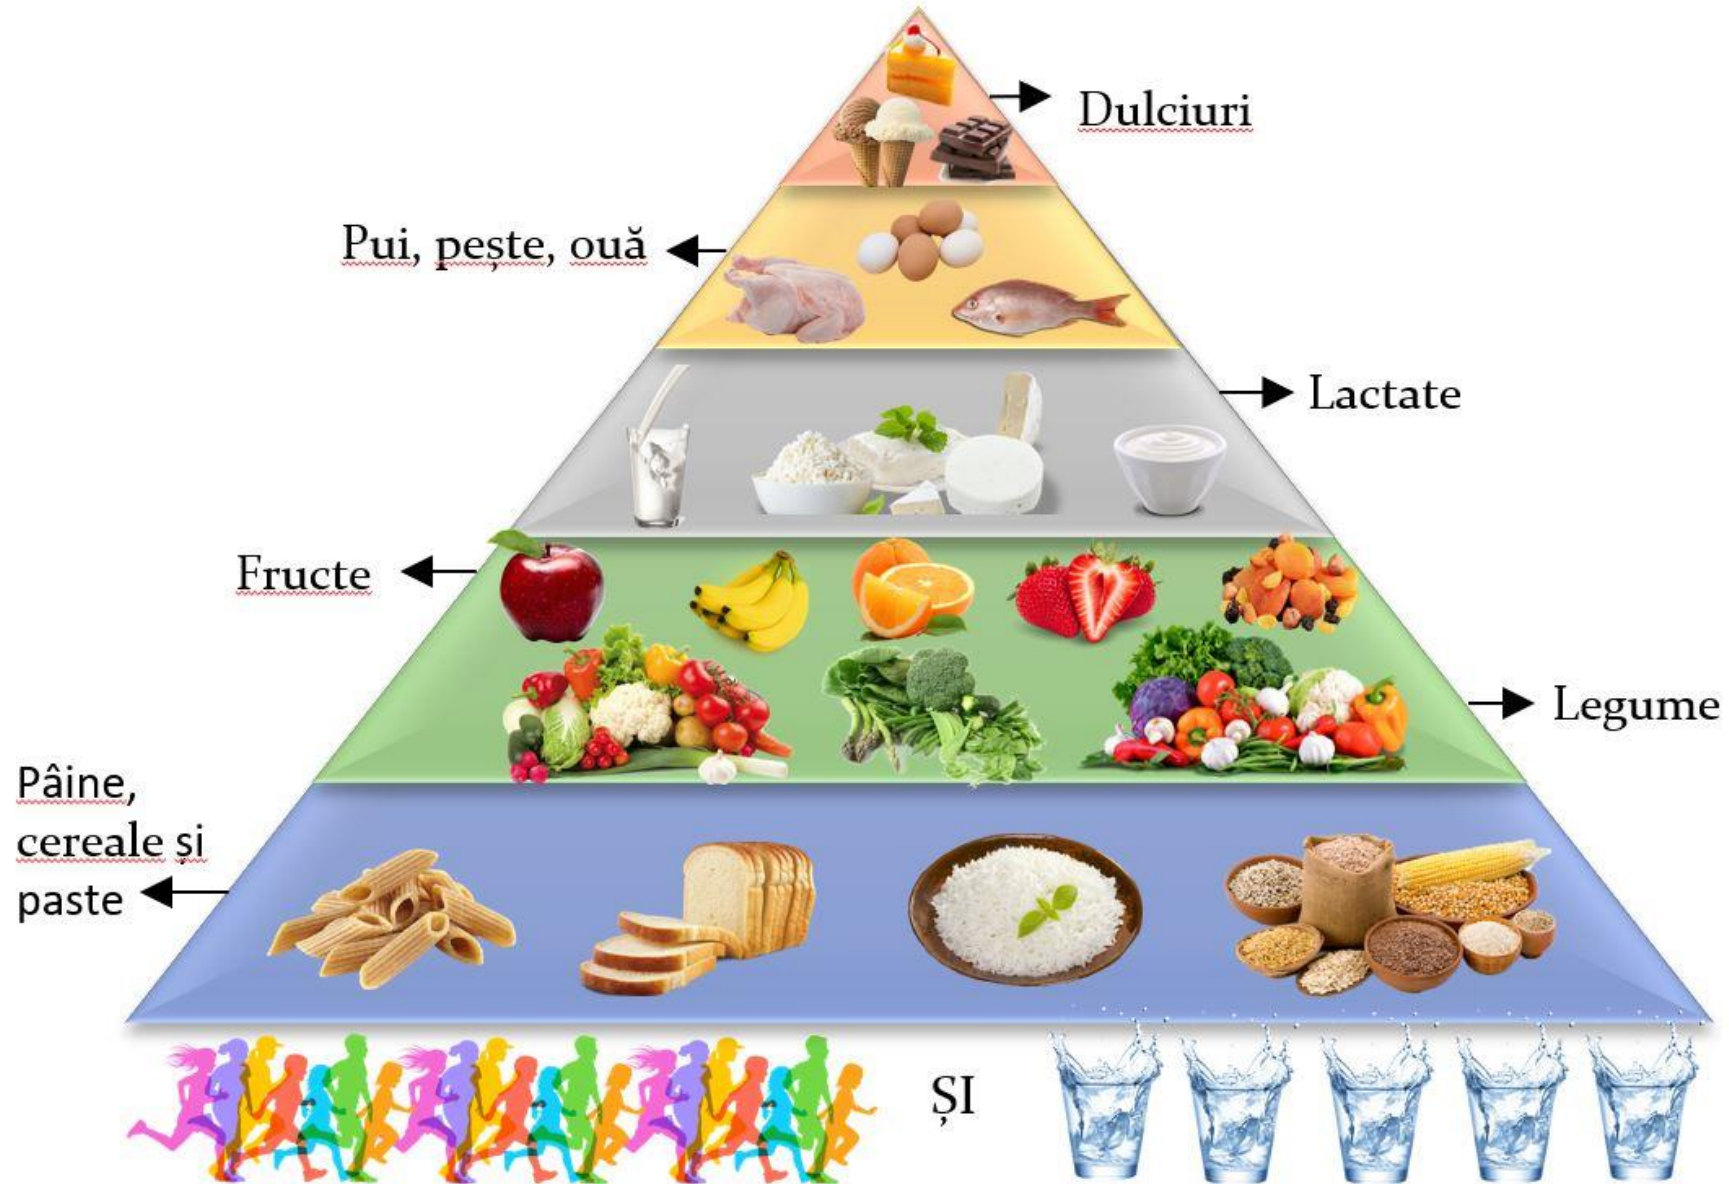 Dulciuri
Pui, pește, ouă
Lactate
Fructe
Legume
Pâine,
cereale și
paste
ȘI